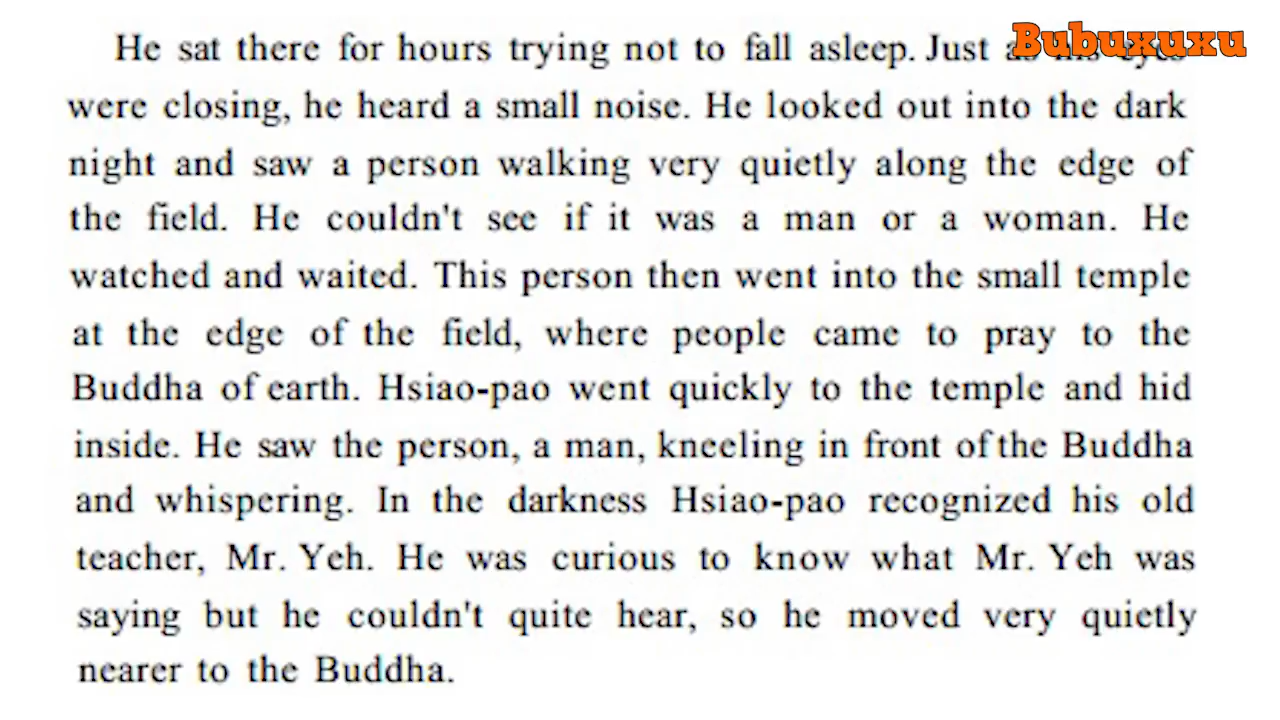 Bubuxuxu
He sat there for hours trying not to fall asleep. Just as his eyes
were closing, he heard a small noise. He looked out into the dark
night and saw a person walking very quietly along the edge of
the field. He couldn't see if it was a man or a woman. He
watched and waited. This person then went into the small temple
at the edge of the field, where people came to pray to the
Buddha of earth. Hsiao-pao went quickly to the temple and hid
inside. He saw the person, a man, kneeling in front of the Buddha
and whispering. In the darkness Hsiao-pao recognized his old
teacher, Mr. Yeh. He was curious to know what Mr. Yeh was
saying but he couldn't quite hear, so he moved very quietly
nearer to the Buddha.